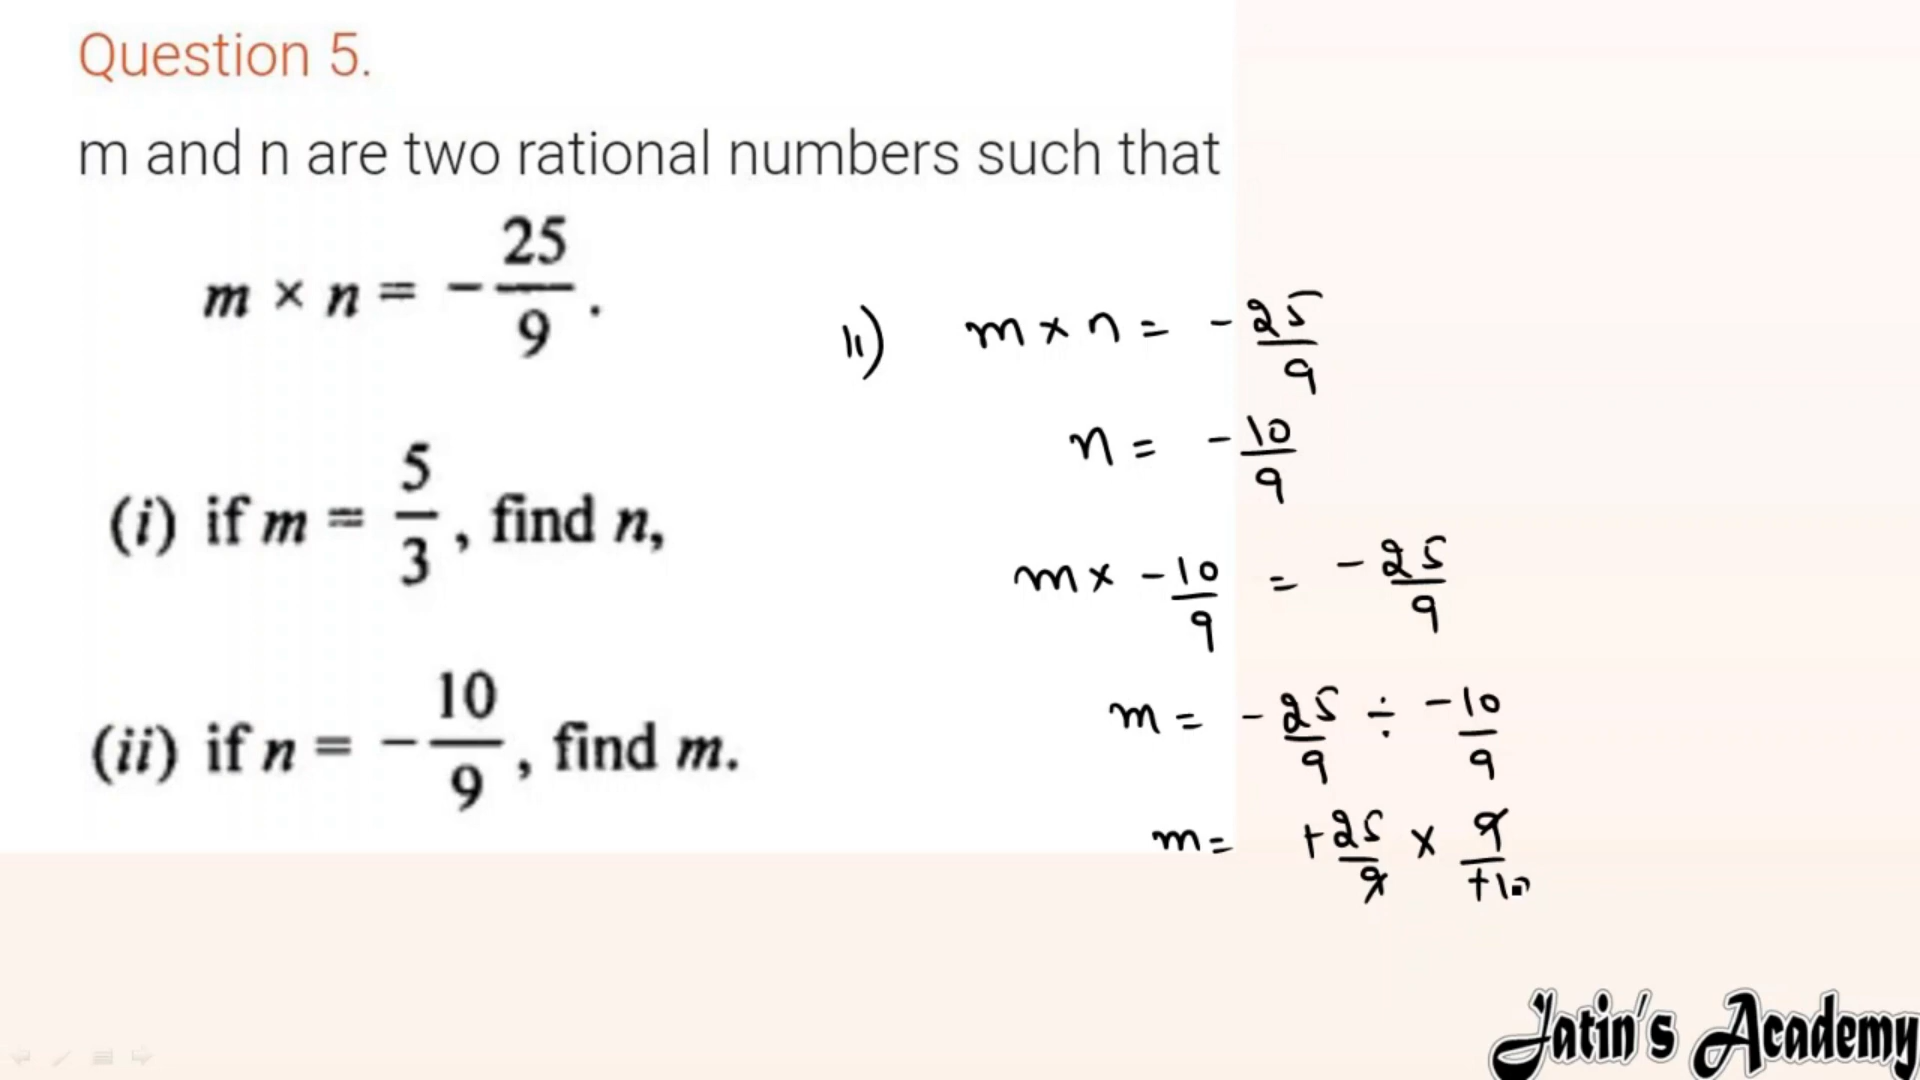 Question 5.
m and n are two rational numbers such that
m × n = - 25/9 .
(i) if m = 5/3 , find n,
(ii) if n = - 10/9 , find m.
ii) m × n = - 25/9
n = - 10/9
m × - 10/9 = - 25/9
m = - 25/9 ÷ - 10/9
m = + 25/9 × 9/+10
Jatin's Academy